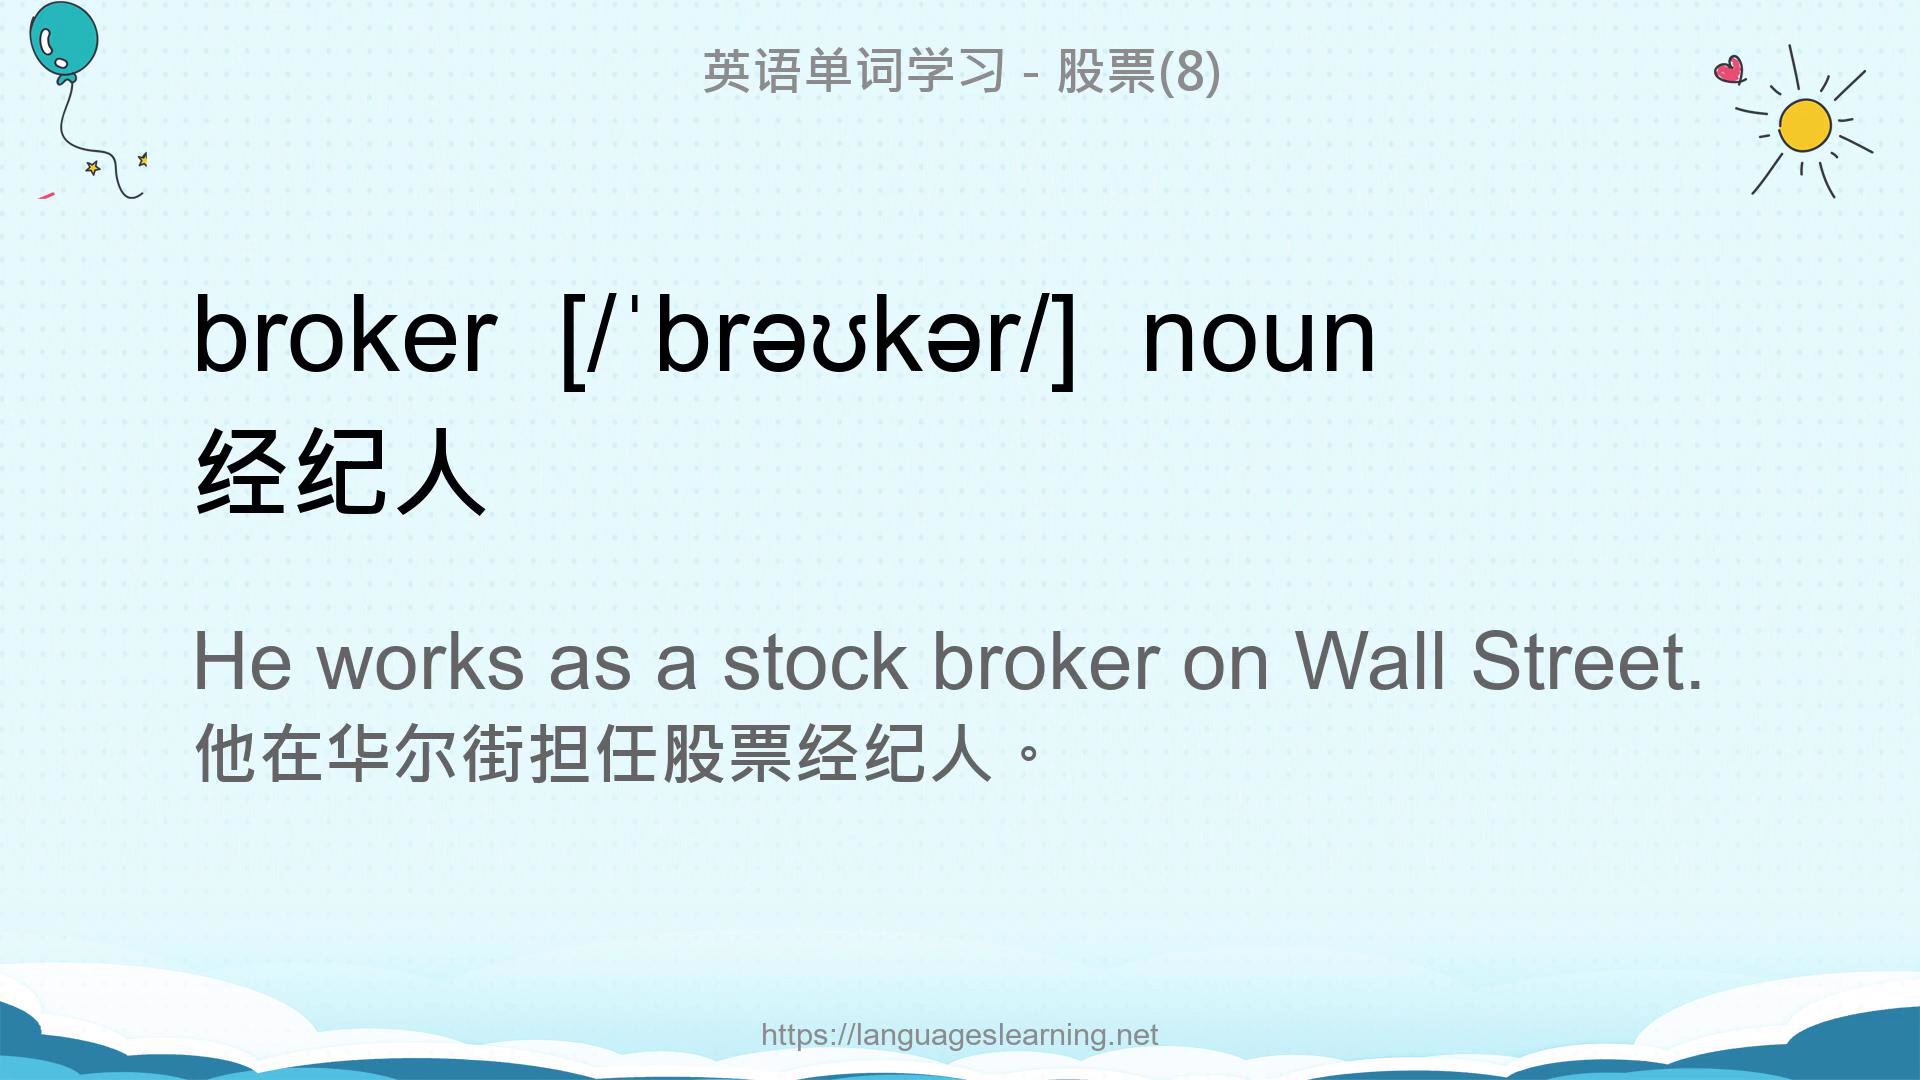 英语单词学习 - 股票(8)
broker [/ˈbrəʊkər/] noun
经纪人
He works as a stock broker on Wall Street.
他在华尔街担任股票经纪人。
https://languageslearning.net